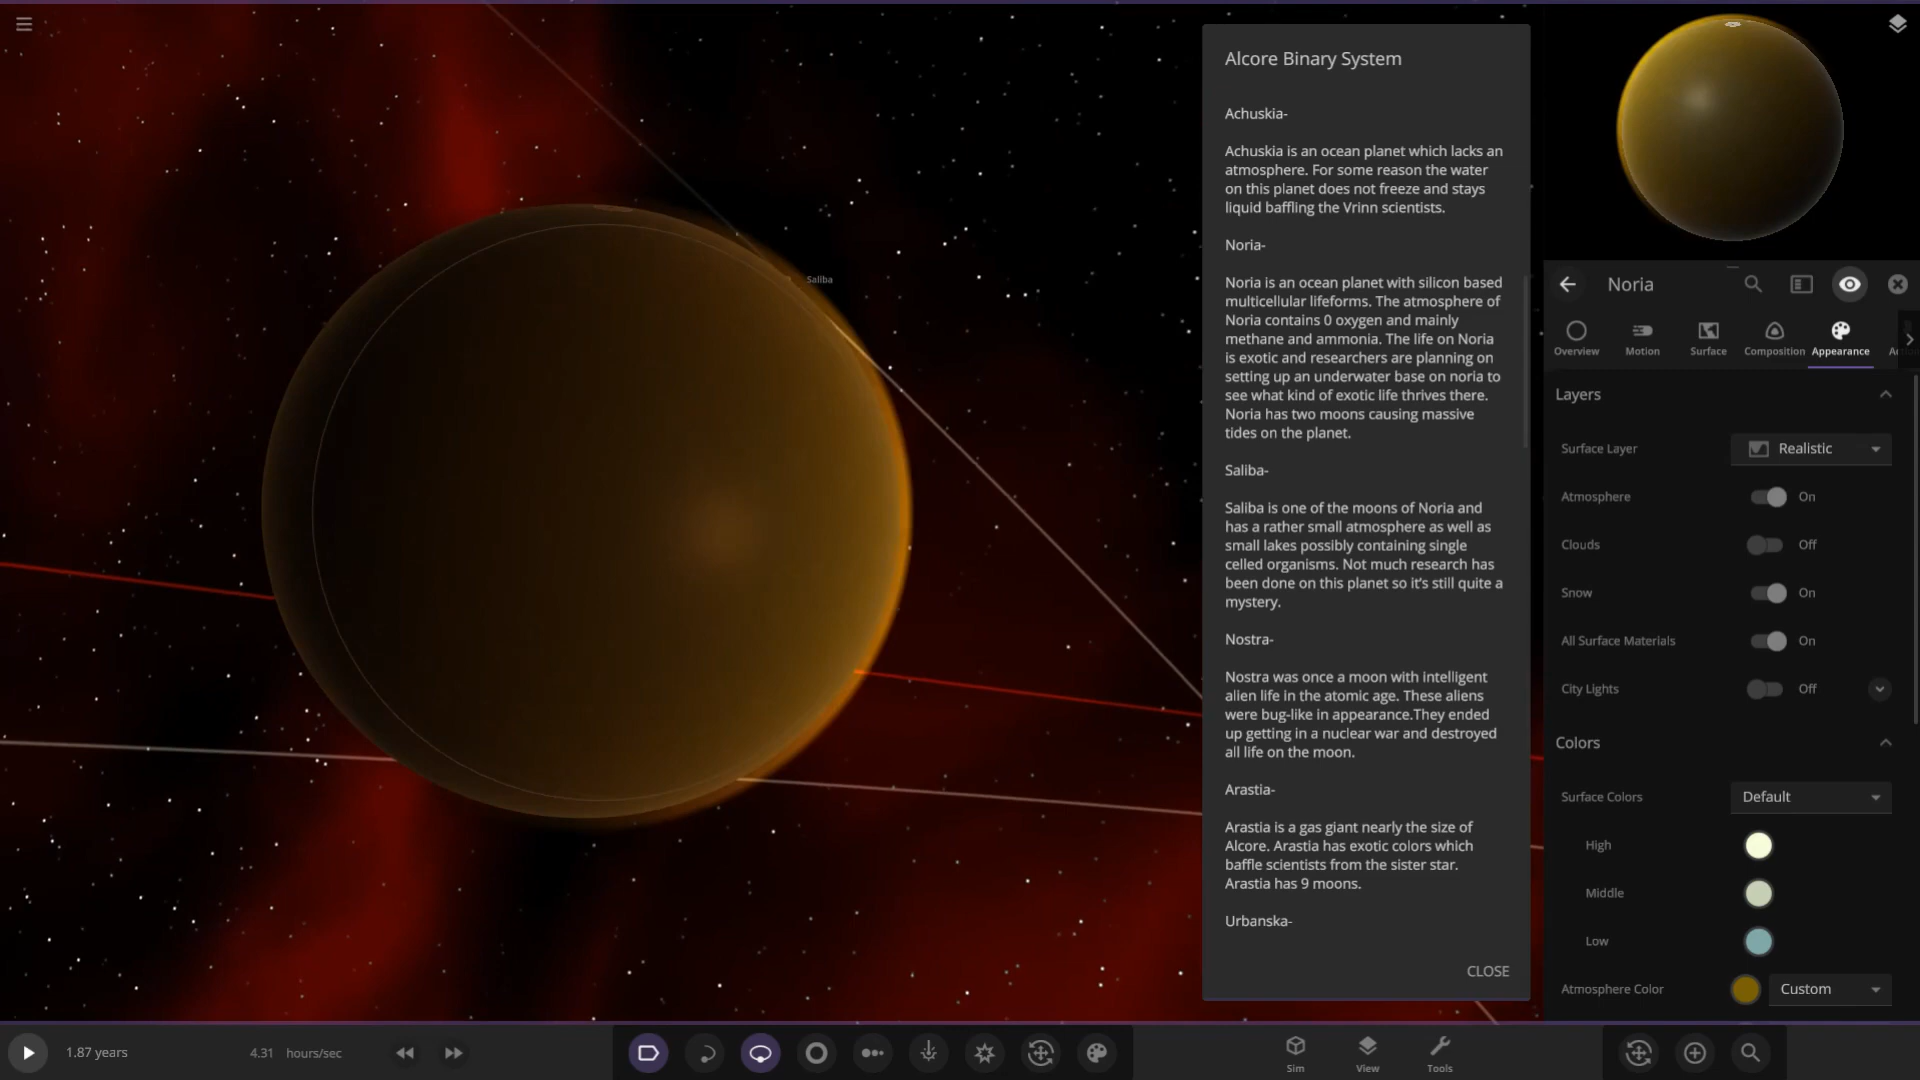 Alcore Binary System
Achuskia-
Achuskia is an ocean planet which lacks an
atmosphere. For some reason the water
on this planet does not freeze and stays
liquid baffling the Vrinn scientists.
Noria-
Noria is an ocean planet with silicon based
multicellular lifeforms. The atmosphere of
Noria contains 0 oxygen and mainly
methane and ammonia. The life on Noria
is exotic and researchers are planning on
setting up an underwater base on noria to
see what kind of exotic life thrives there.
Noria has two moons causing massive
tides on the planet.
Saliba-
Saliba is one of the moons of Noria and
has a rather small atmosphere as well as
small lakes possibly containing single
celled organisms. Not much research has
been done on this planet so it's still quite a
mystery.
Nostra-
Nostra was once a moon with intelligent
alien life in the atomic age. These aliens
were bug-like in appearance.They ended
up getting in a nuclear war and destroyed
all life on the moon.
Arastia-
Arastia is a gas giant nearly the size of
Alcore. Arastia has exotic colors which
baffle scientists from the sister star.
Arastia has 9 moons.
Urbanska-
CLOSE
Saliba
Noria
Overview Motion Surface Composition Appearance
Layers
Surface Layer Realistic
Atmosphere On
Clouds Off
Snow On
All Surface Materials On
City Lights Off
Colors
Surface Colors Default
High
Middle
Low
Atmosphere Color Custom
1.87 years 4.31 hours/sec
Sim View Tools